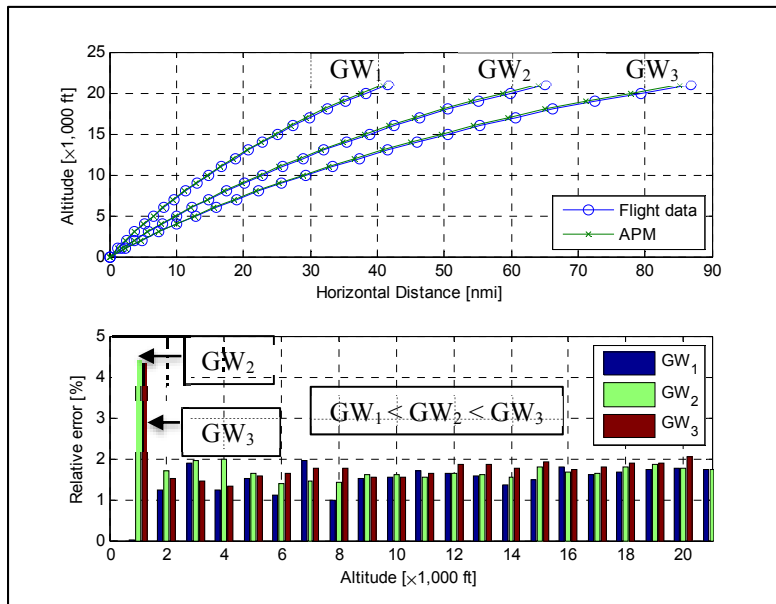 GW1 GW2 GW3
25
20
15
10
5
0
Altitude [×1,000 ft]
Flight data
APM
0 10 20 30 40 50 60 70 80 90
Horizontal Distance [nmi]
5
4
3
2
1
0
Relative error [%]
GW2
GW3
GW1 < GW2 < GW3
GW1
GW2
GW3
0 2 4 6 8 10 12 14 16 18 20
Altitude [×1,000 ft]